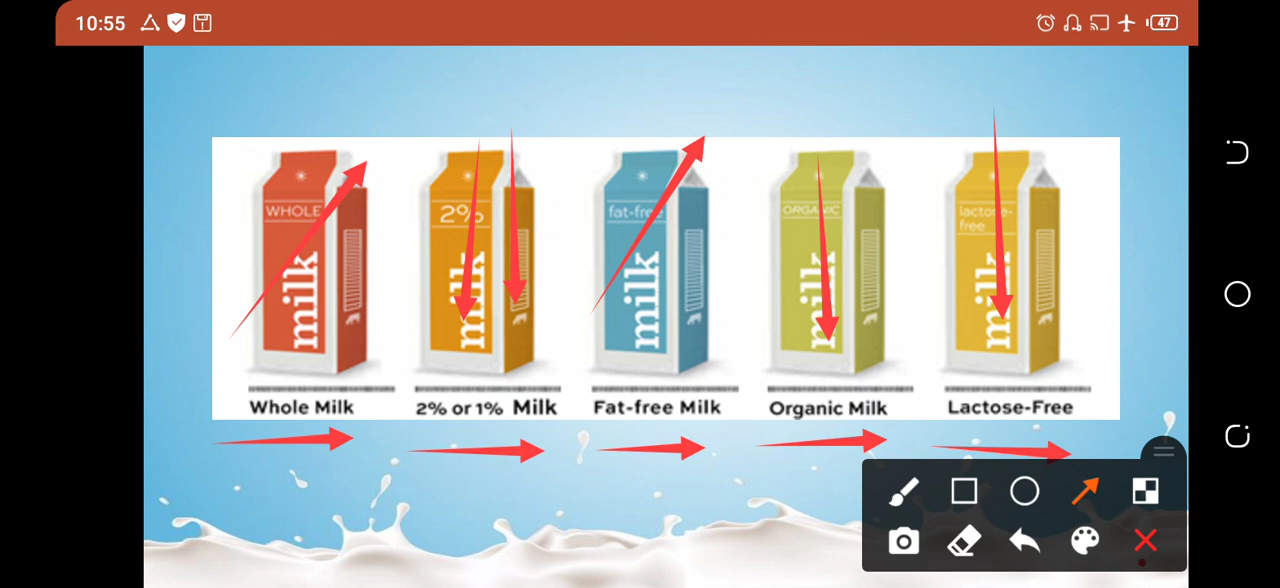 10:55
47
WHOLE
2%
fat-free
ORGANIC
lactose-
free
milk
milk
milk
milk
milk
Whole Milk
2% or 1% Milk
Fat-free Milk
Organic Milk
Lactose-Free